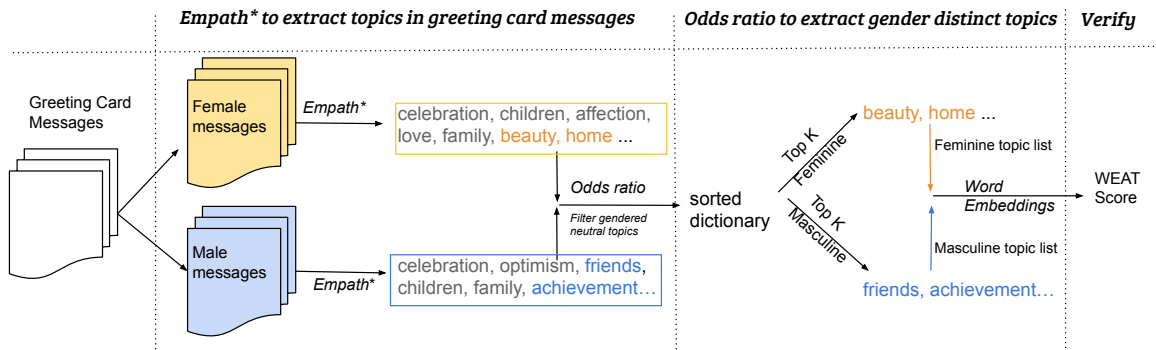 Empath* to extract topics in greeting card messages
Odds ratio to extract gender distinct topics
Verify
Greeting Card
Messages
Female
messages
Empath*
celebration, children, affection,
love, family, beauty, home ...
Male
messages
Empath*
celebration, optimism, friends,
children, family, achievement...
Odds ratio
Filter gendered
neutral topics
sorted
dictionary
Top K
Feminine
Top K
Masculine
beauty, home ...
Feminine topic list
Word
Embeddings
Masculine topic list
friends, achievement...
WEAT
Score